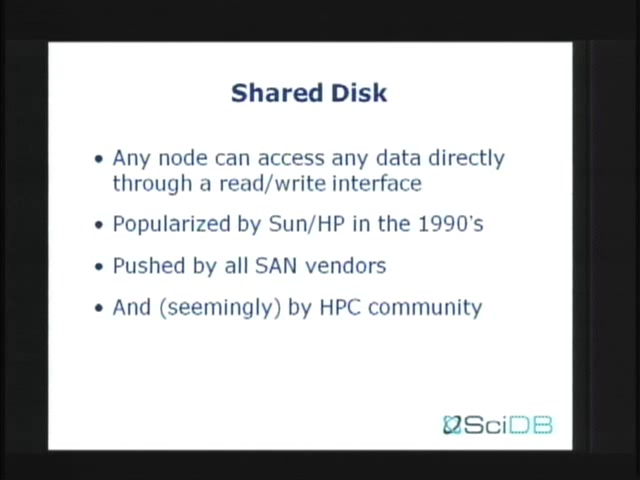 Shared Disk
• Any node can access any data directly
through a read/write interface
• Popularized by Sun/HP in the 1990's
• Pushed by all SAN vendors
• And (seemingly) by HPC community
SciDB